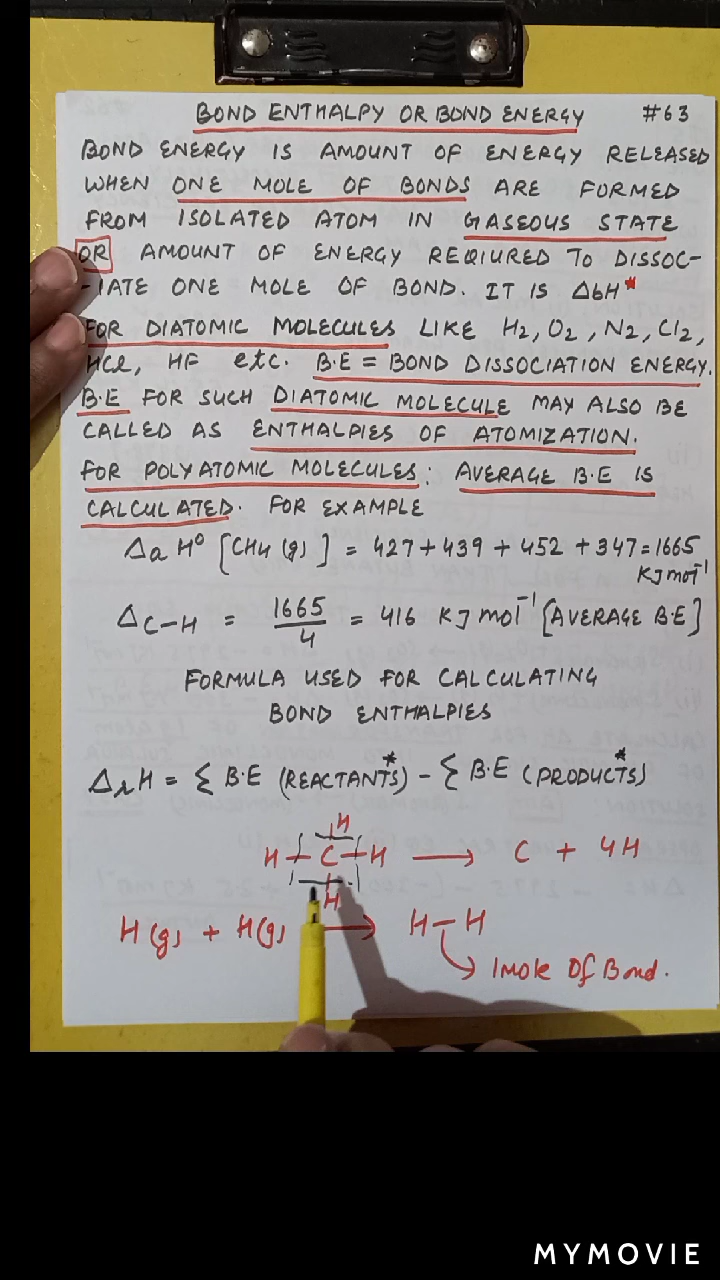 BOND ENTHALPY OR BOND ENERGY #63
BOND ENERGY IS AMOUNT OF ENERGY RELEASED
WHEN ONE MOLE OF BONDS ARE FORMED
FROM ISOLATED ATOM IN GASEOUS STATE
OR AMOUNT OF ENERGY REQIURED TO DISSOC-
-IATE ONE MOLE OF BOND. IT IS ΔbH*
FOR DIATOMIC MOLECULES LIKE H2, O2, N2, Cl2,
HCl, HF etc. B.E = BOND DISSOCIATION ENERGY.
B.E FOR SUCH DIATOMIC MOLECULE MAY ALSO BE
CALLED AS ENTHALPIES OF ATOMIZATION.
FOR POLYATOMIC MOLECULES: AVERAGE B.E IS
CALCULATED. FOR EXAMPLE
Δa H° [CH4 (g)] = 427+439+452+347=1665
KJ mol⁻¹
ΔC-H = 1665/4 = 416 KJ mol⁻¹ [AVERAGE B.E]
FORMULA USED FOR CALCULATING
BOND ENTHALPIES
ΔrH = Σ B.E (REACTANTS)* - Σ B.E (PRODUCTS)*
H
H-C-H → C + 4H
H
H(g) + H(g) → H-H
1mole Of Bond.
MYMOVIE